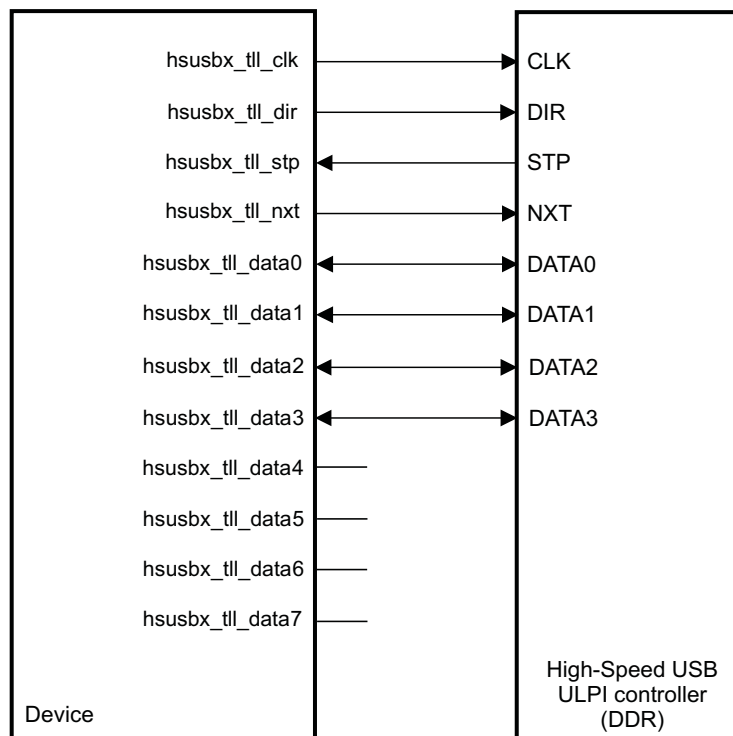 hsusbx_tll_clk
CLK
hsusbx_tll_dir
DIR
hsusbx_tll_stp
STP
hsusbx_tll_nxt
NXT
hsusbx_tll_data0
DATA0
hsusbx_tll_data1
DATA1
hsusbx_tll_data2
DATA2
hsusbx_tll_data3
DATA3
hsusbx_tll_data4
hsusbx_tll_data5
hsusbx_tll_data6
hsusbx_tll_data7
Device
High-Speed USB
ULPI controller
(DDR)